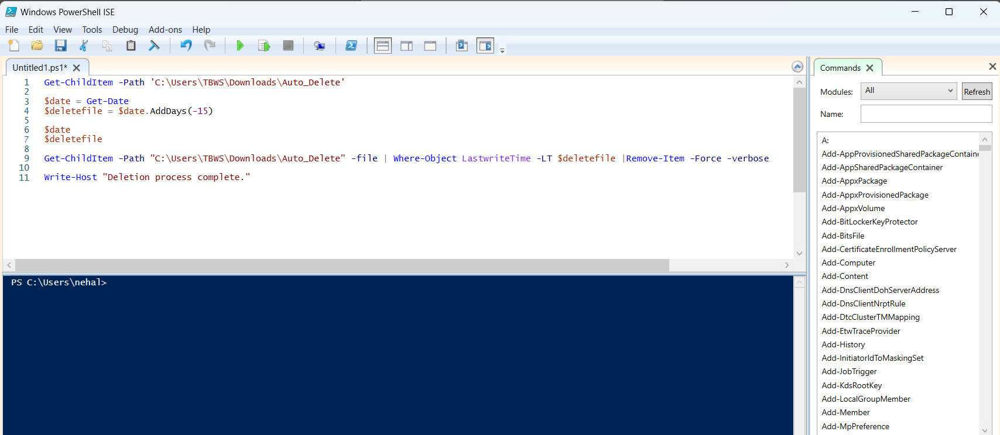 Windows PowerShell ISE
File Edit View Tools Debug Add-ons Help
Untitled1.ps1*
1 Get-ChildItem -Path 'C:\Users\TBWS\Downloads\Auto_Delete'
2
3 $date = Get-Date
4 $deletefile = $date.AddDays(-15)
5
6 $date
7 $deletefile
8
9 Get-ChildItem -Path "C:\Users\TBWS\Downloads\Auto_Delete" -file | Where-Object LastwriteTime -LT $deletefile |Remove-Item -Force -verbose
10
11 Write-Host "Deletion process complete."
PS C:\Users\nehal>
Commands
Modules: All Refresh
Name:
A:
Add-AppProvisionedSharedPackageContaine
Add-AppSharedPackageContainer
Add-AppxPackage
Add-AppxProvisionedPackage
Add-AppxVolume
Add-BitLockerKeyProtector
Add-BitsFile
Add-CertificateEnrollmentPolicyServer
Add-Computer
Add-Content
Add-DnsClientDohServerAddress
Add-DnsClientNrptRule
Add-DtcClusterTMMapping
Add-EtwTraceProvider
Add-History
Add-InitiatorIdToMaskingSet
Add-JobTrigger
Add-KdsRootKey
Add-LocalGroupMember
Add-Member
Add-MpPreference